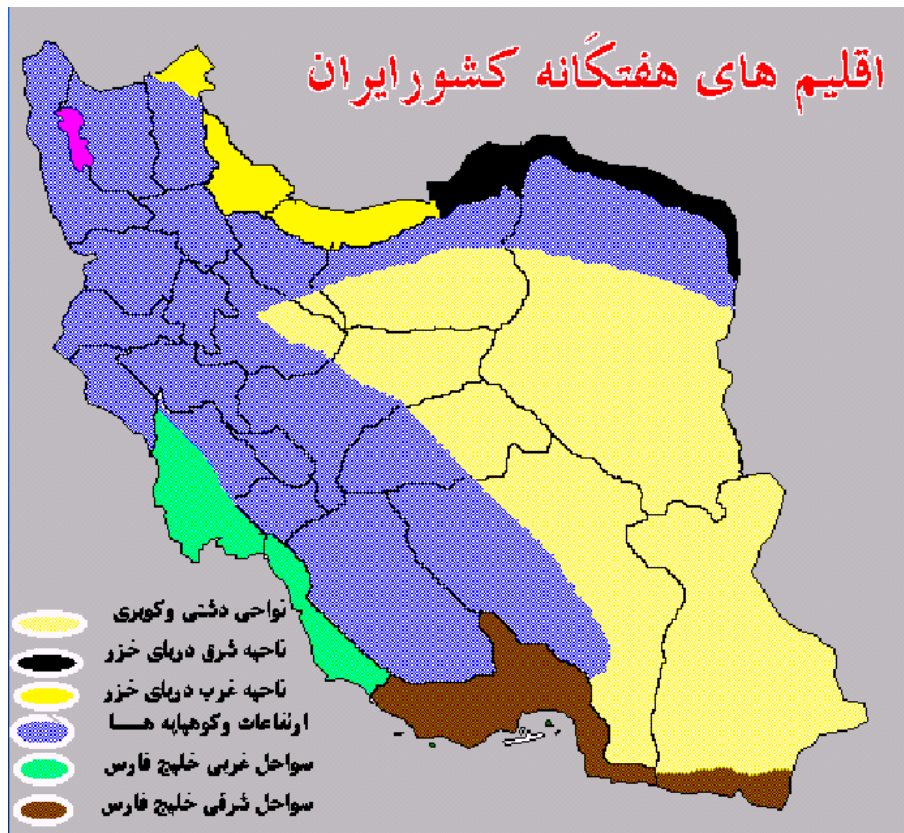 اقلیم های هفتگانه کشورایران
نواحی دشتی وکویری
ناحیه شرق دریای خزر
ناحیه غرب دریای خزر
ارتفاعات وکوهپایه هــا
سواحل غربی خلیج فارس
سواحل شرقی خلیج فارس